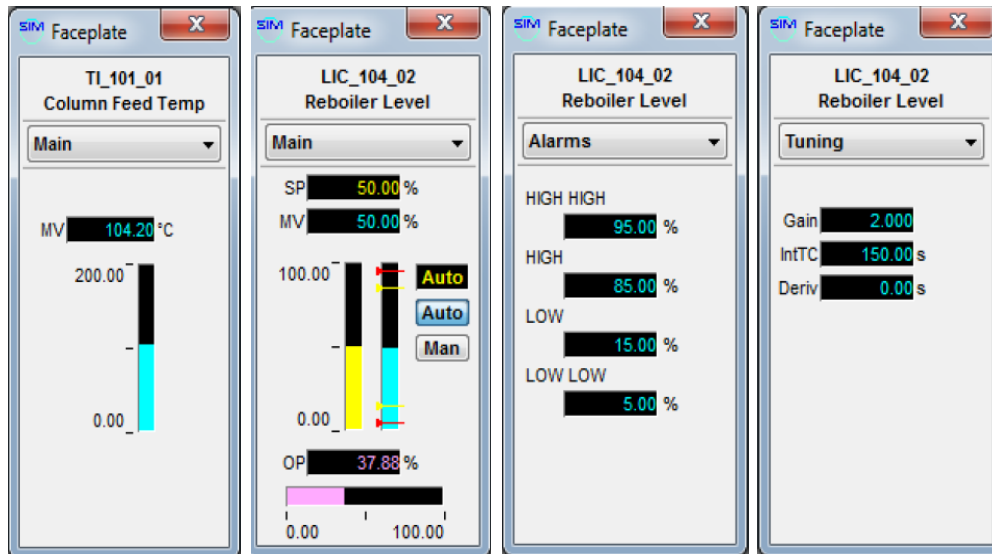 SIM Faceplate X
TI_101_01
Column Feed Temp
Main
MV 104.20 °C
200.00
0.00
SIM Faceplate X
LIC_104_02
Reboiler Level
Main
SP 50.00 %
MV 50.00 %
100.00 Auto
Auto
Man
0.00
OP 37.88 %
0.00 100.00
SIM Faceplate X
LIC_104_02
Reboiler Level
Alarms
HIGH HIGH
95.00 %
HIGH
85.00 %
LOW
15.00 %
LOW LOW
5.00 %
SIM Faceplate X
LIC_104_02
Reboiler Level
Tuning
Gain 2.000
IntTC 150.00 s
Deriv 0.00 s